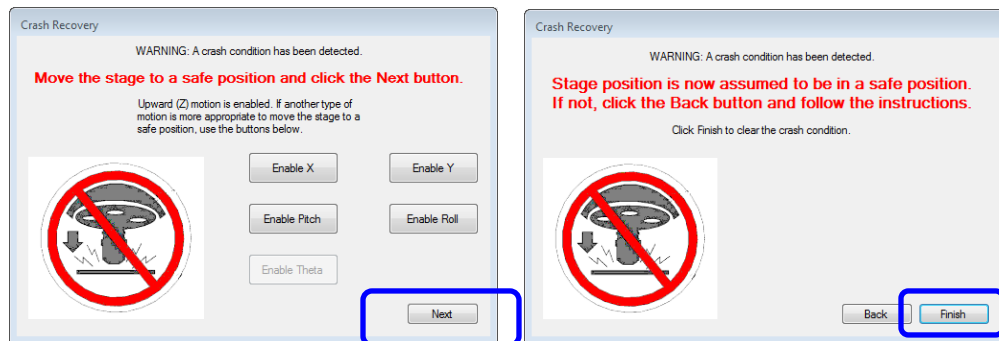 Crash Recovery
WARNING: A crash condition has been detected.
Move the stage to a safe position and click the Next button.
Upward (Z) motion is enabled. If another type of
motion is more appropriate to move the stage to a
safe position, use the buttons below.
Enable X
Enable Y
Enable Pitch
Enable Roll
Enable Theta
Next
Crash Recovery
WARNING: A crash condition has been detected.
Stage position is now assumed to be in a safe position.
If not, click the Back button and follow the instructions.
Click Finish to clear the crash condition.
Back
Finish